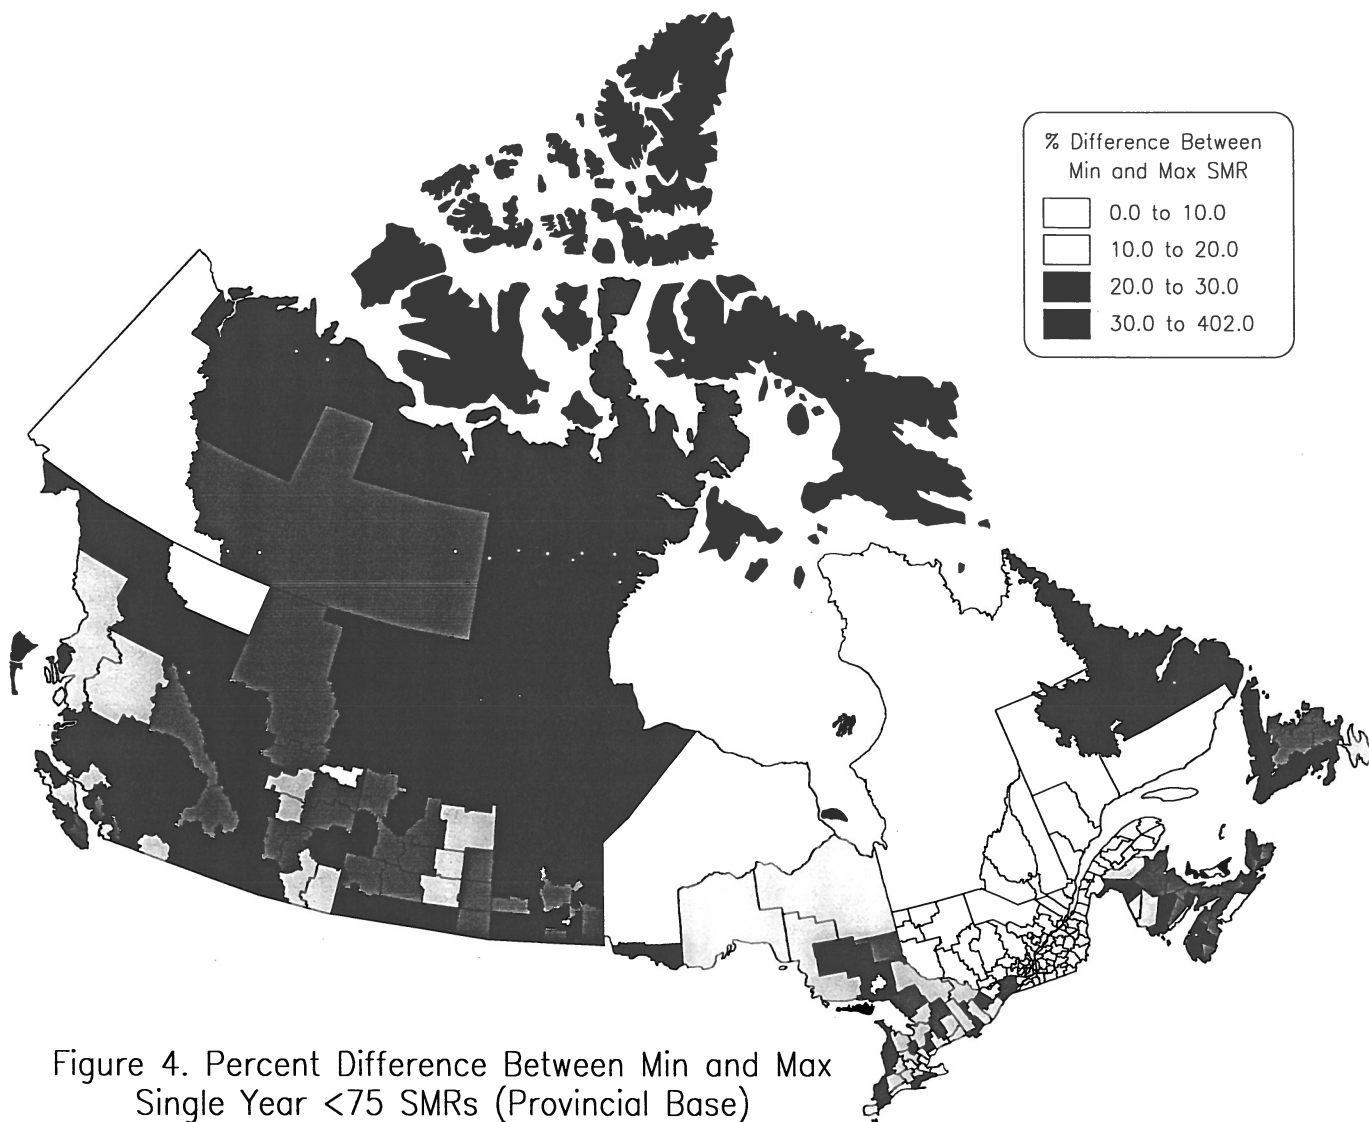 % Difference Between
Min and Max SMR
0.0 to 10.0
10.0 to 20.0
20.0 to 30.0
30.0 to 402.0
Figure 4. Percent Difference Between Min and Max
Single Year <75 SMRs (Provincial Base)